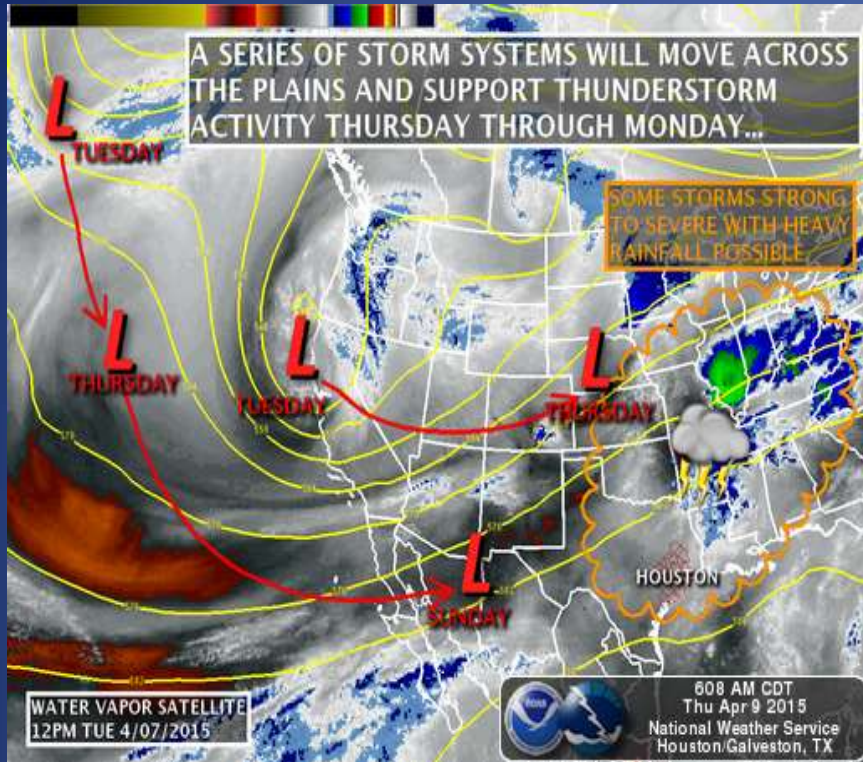 A SERIES OF STORM SYSTEMS WILL MOVE ACROSS
THE PLAINS AND SUPPORT THUNDERSTORM
ACTIVITY THURSDAY THROUGH MONDAY...
L
TUESDAY
SOME STORMS STRONG
TO SEVERE WITH HEAVY
RAINFALL POSSIBLE
L
THURSDAY
L
TUESDAY
L
THURSDAY
L
SUNDAY
HOUSTON
WATER VAPOR SATELLITE
12PM TUE 4/07/2015
608 AM CDT
Thu Apr 9 2015
National Weather Service
Houston/Galveston, TX